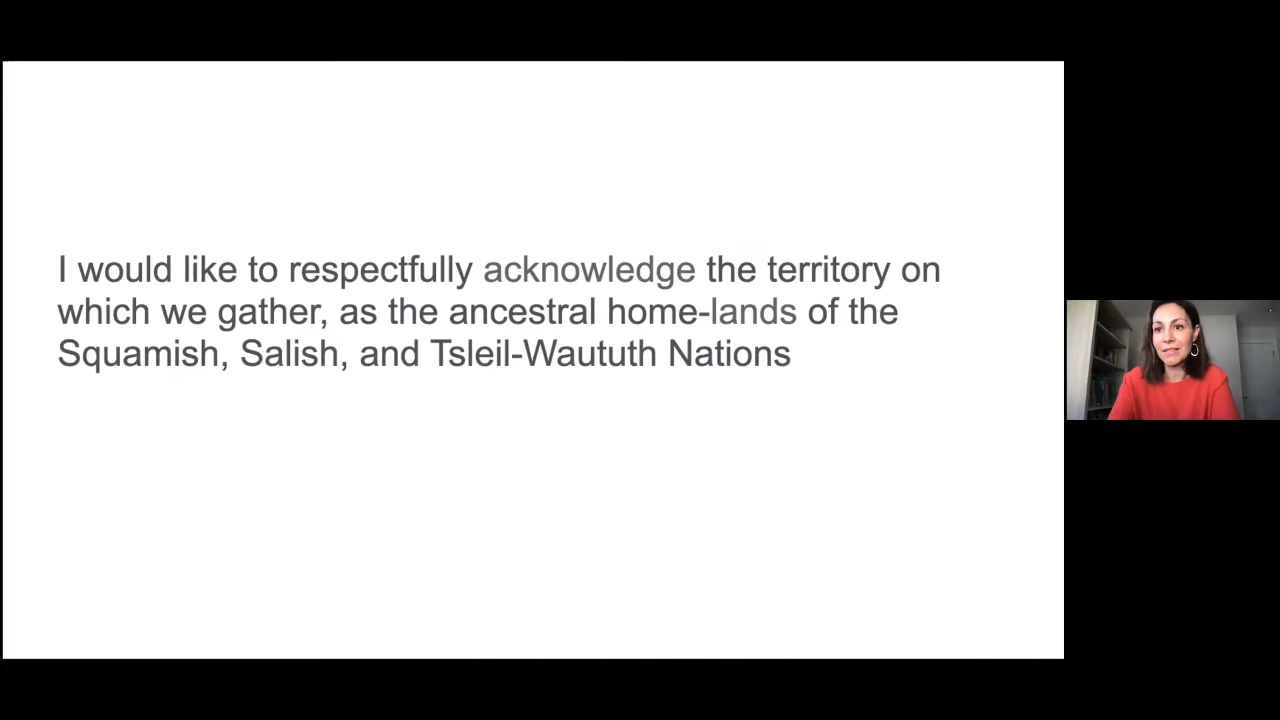 I would like to respectfully acknowledge the territory on
which we gather, as the ancestral home-lands of the
Squamish, Salish, and Tsleil-Waututh Nations